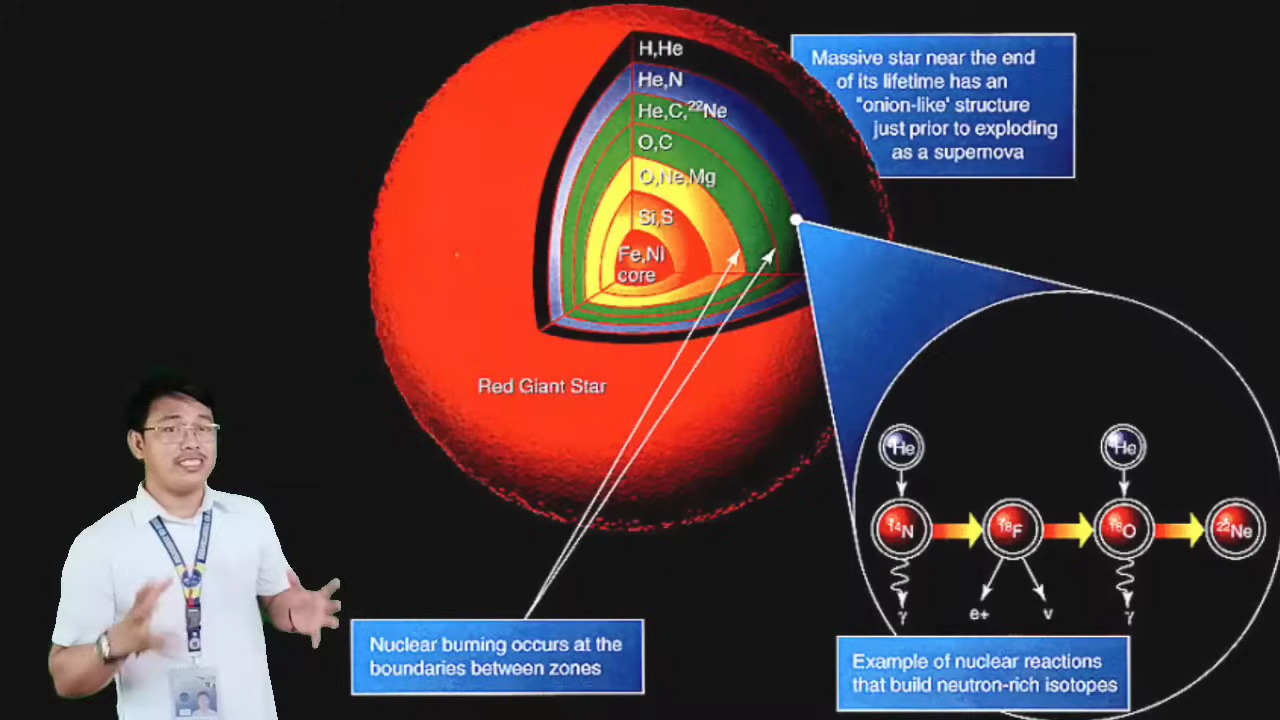 H,He
He,N
He,C,²²Ne
O,C
O,Ne,Mg
Si,S
Fe,Ni
core
Red Giant Star
Massive star near the end
of its lifetime has an
"onion-like' structure
just prior to exploding
as a supernova
Nuclear burning occurs at the
boundaries between zones
⁴He
⁴He
¹⁴N
¹⁸F
¹⁸O
²²Ne
γ
e+
ν
γ
Example of nuclear reactions
that build neutron-rich isotopes